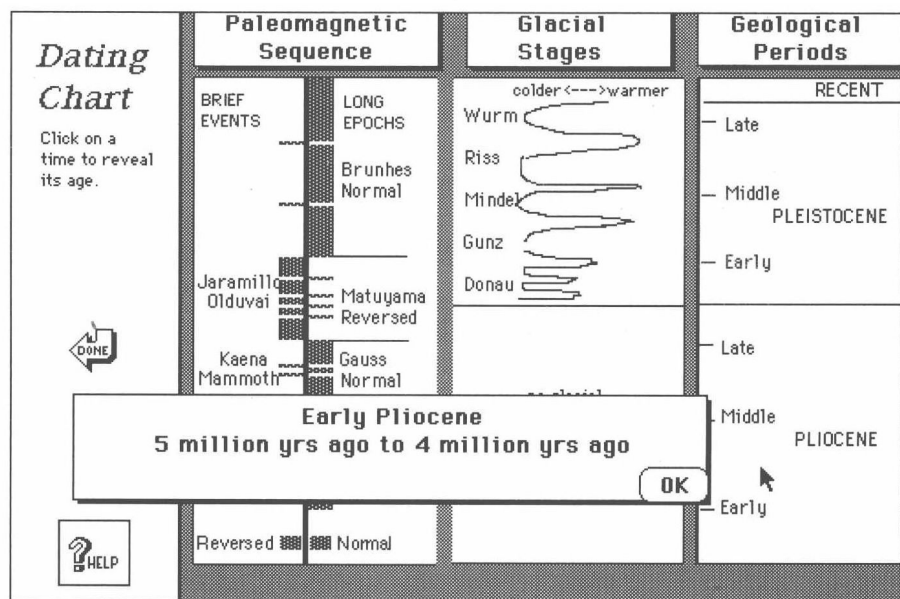 Dating
Chart
Click on a
time to reveal
its age.
DONE
?HELP
Paleomagnetic
Sequence
BRIEF
EVENTS
LONG
EPOCHS
Brunhes
Normal
Jaramillo
Olduvai
Matuyama
Reversed
Kaena
Mammoth
Gauss
Normal
Reversed
Normal
Glacial
Stages
colder <---> warmer
Wurm
Riss
Mindel
Gunz
Donau
Geological
Periods
RECENT
Late
Middle
PLEISTOCENE
Early
Late
Middle
PLIOCENE
Early
Early Pliocene
5 million yrs ago to 4 million yrs ago
OK